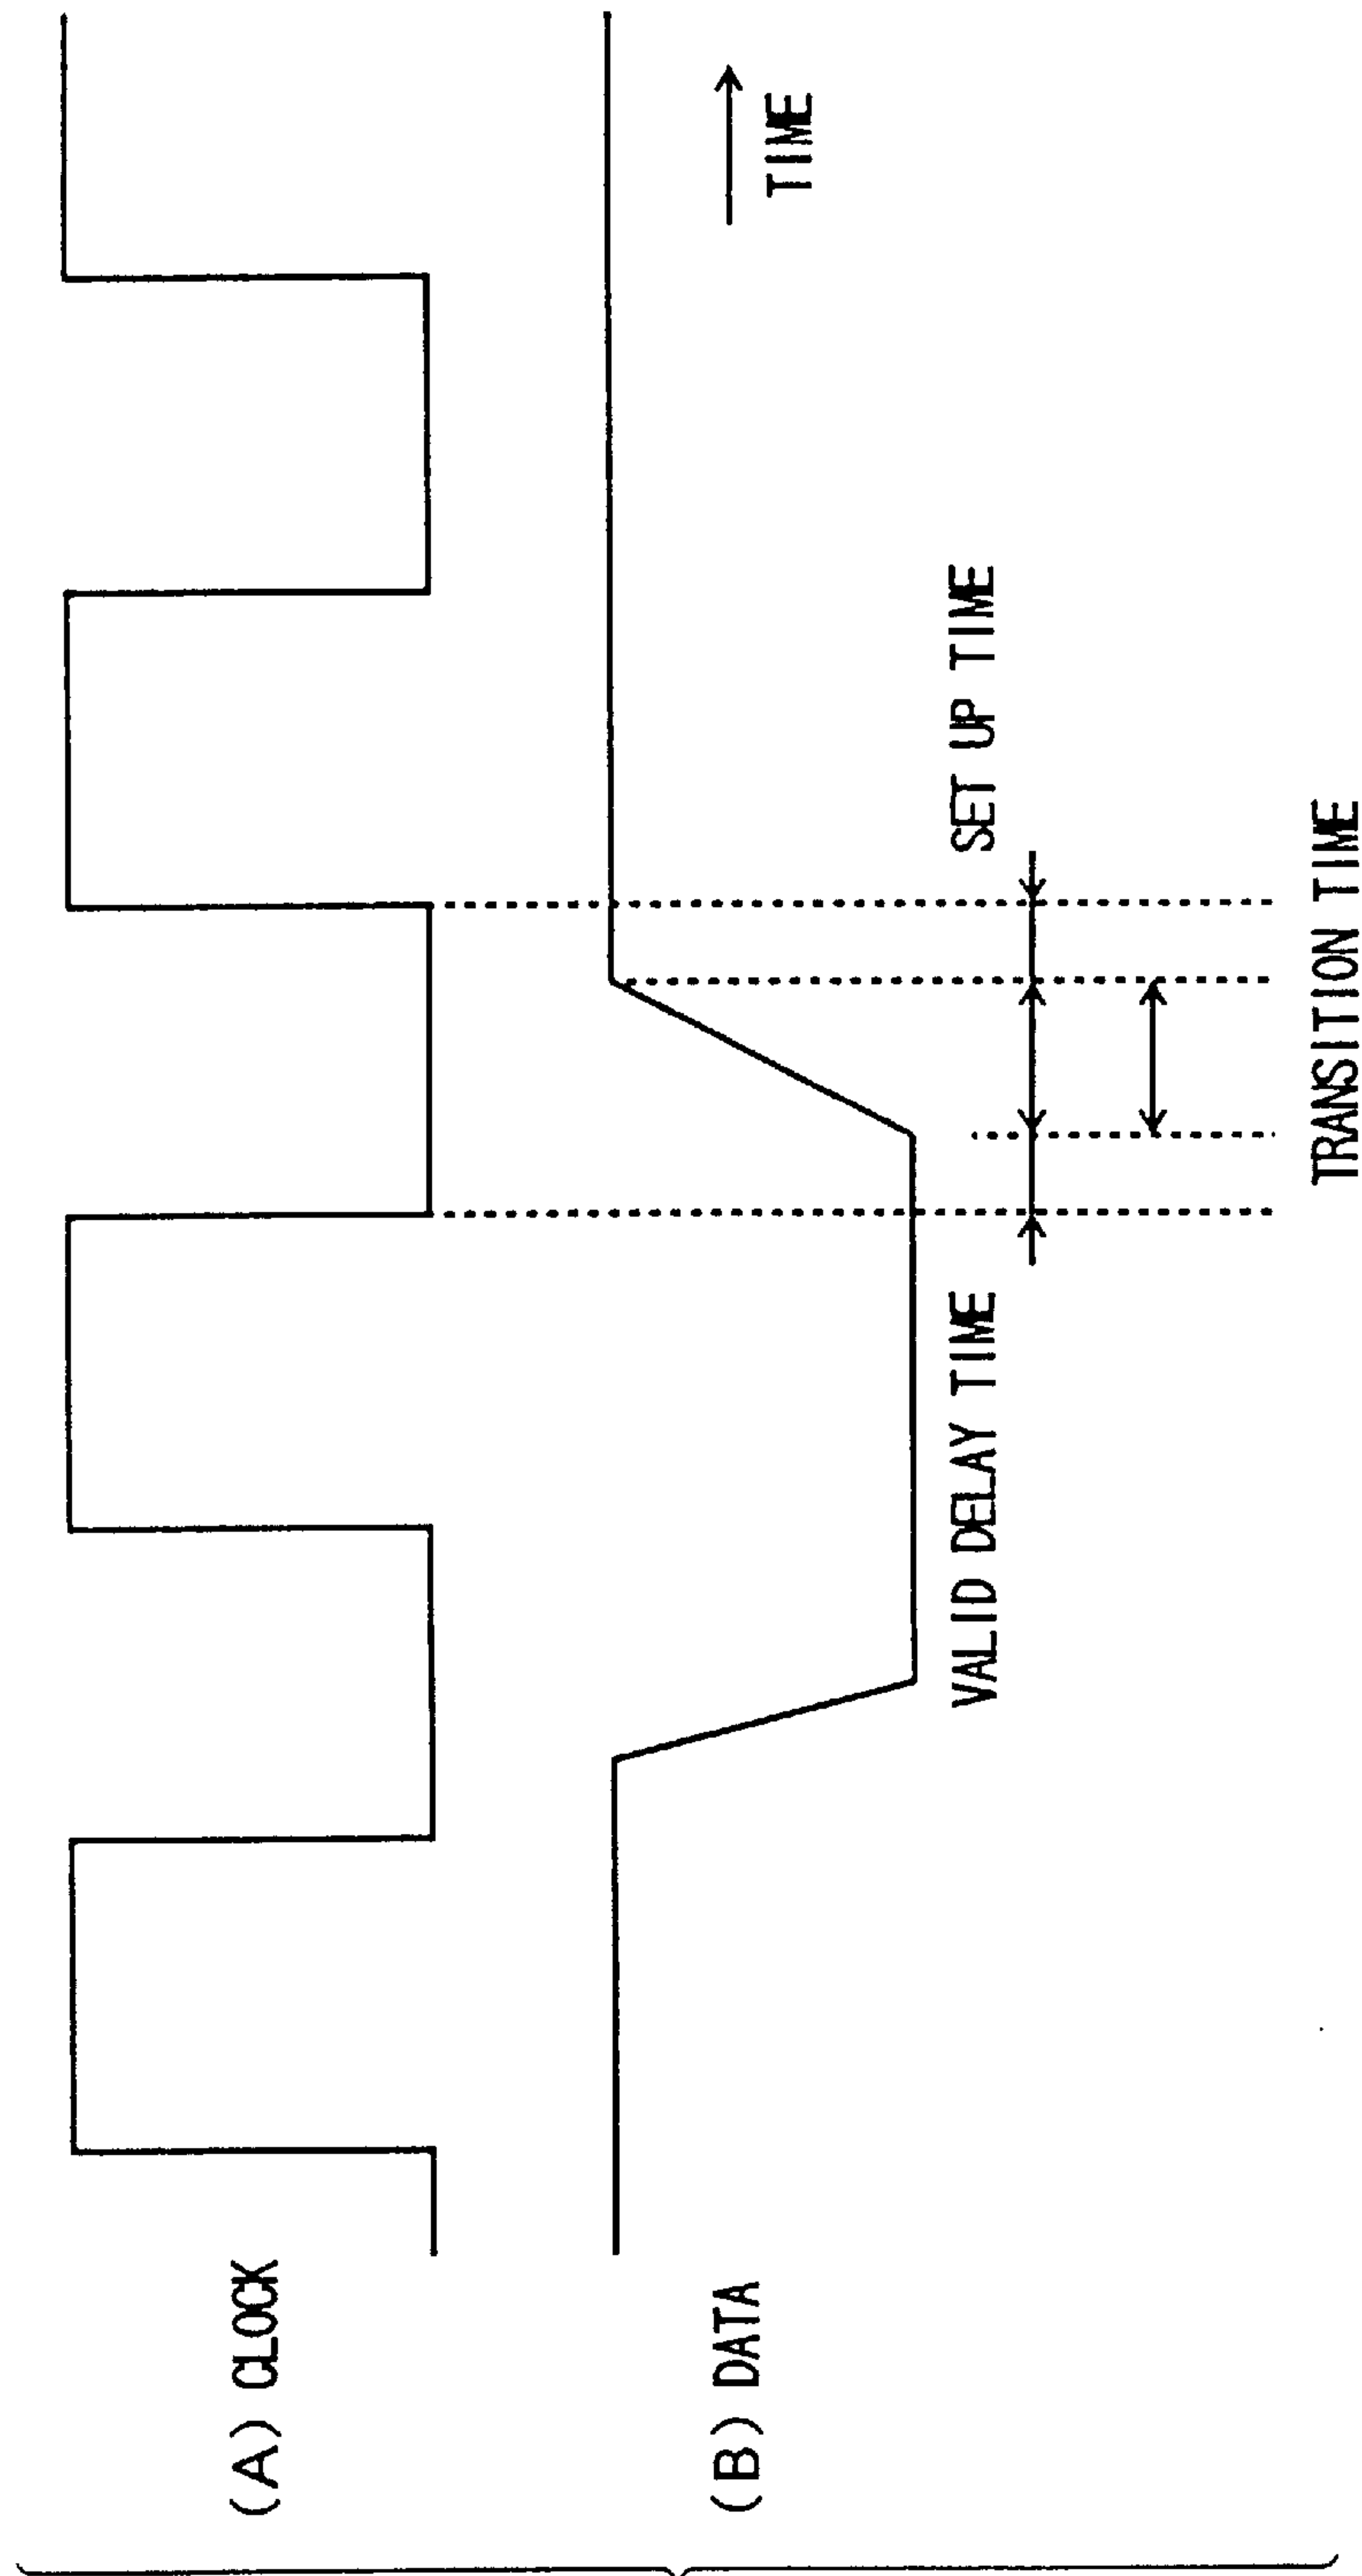 (A) CLOCK
(B) DATA
TIME
VALID DELAY TIME
SET UP TIME
TRANSITION TIME